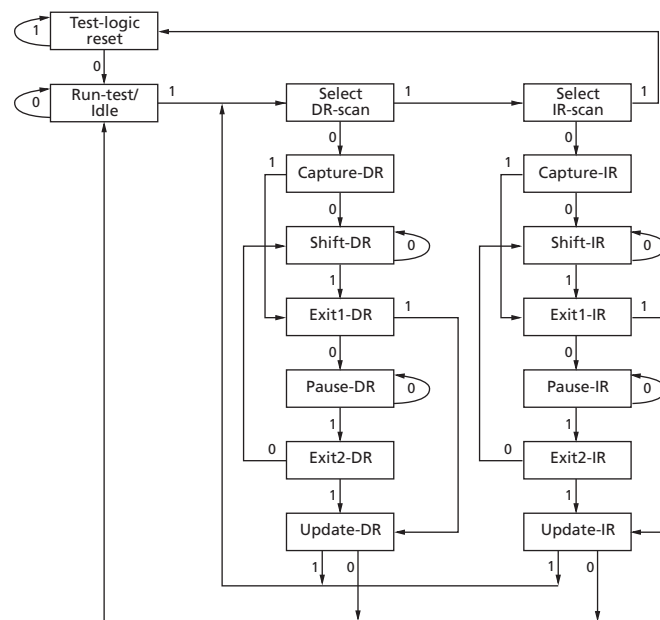 Test-logic
reset
1
0
Run-test/
Idle
0
1
Select
DR-scan
1
Select
IR-scan
1
0
0
1
Capture-DR
1
Capture-IR
0
0
Shift-DR
0
Shift-IR
0
1
1
Exit1-DR
1
Exit1-IR
1
0
0
Pause-DR
0
Pause-IR
0
1
1
0
Exit2-DR
0
Exit2-IR
1
1
Update-DR
Update-IR
1
0
1
0